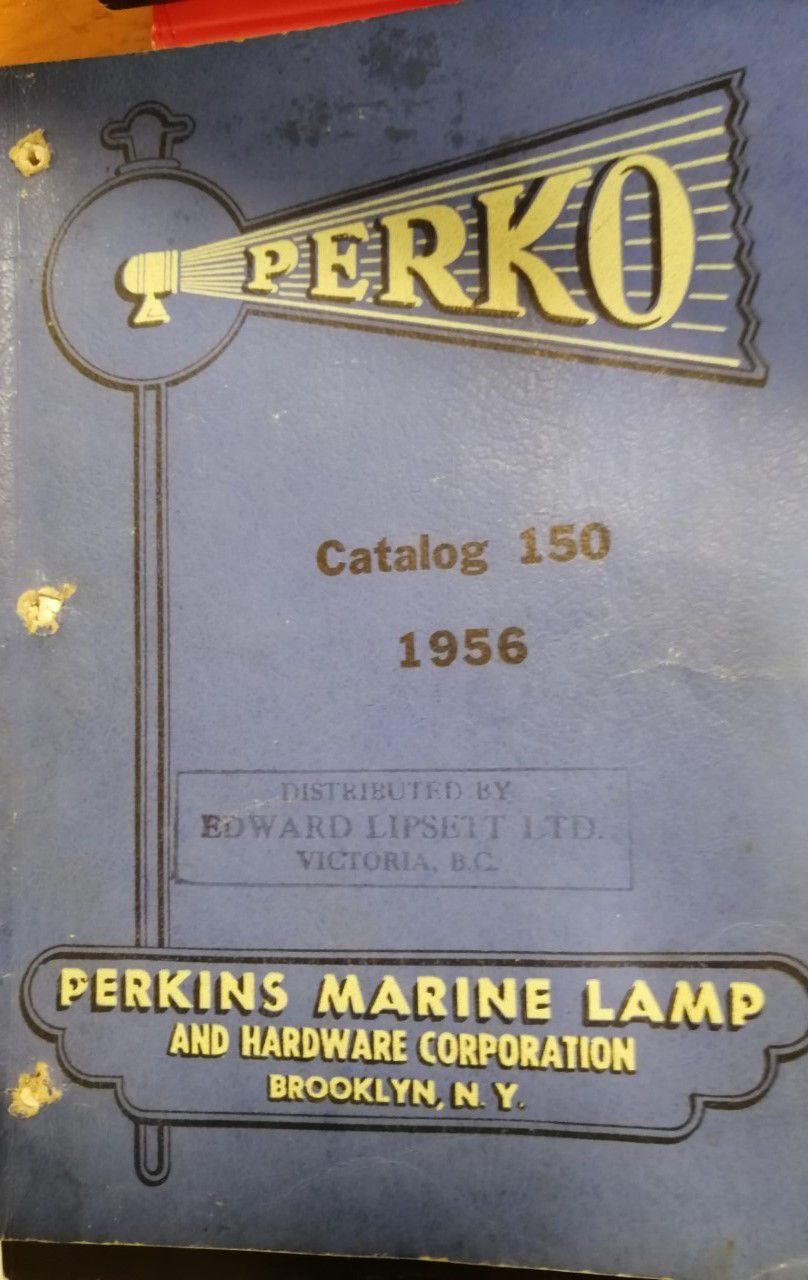 PERKO
Catalog 150
1956
DISTRIBUTED BY
EDWARD LIPSETT LTD.
VICTORIA, B.C.
PERKINS MARINE LAMP
AND HARDWARE CORPORATION
BROOKLYN, N. Y.